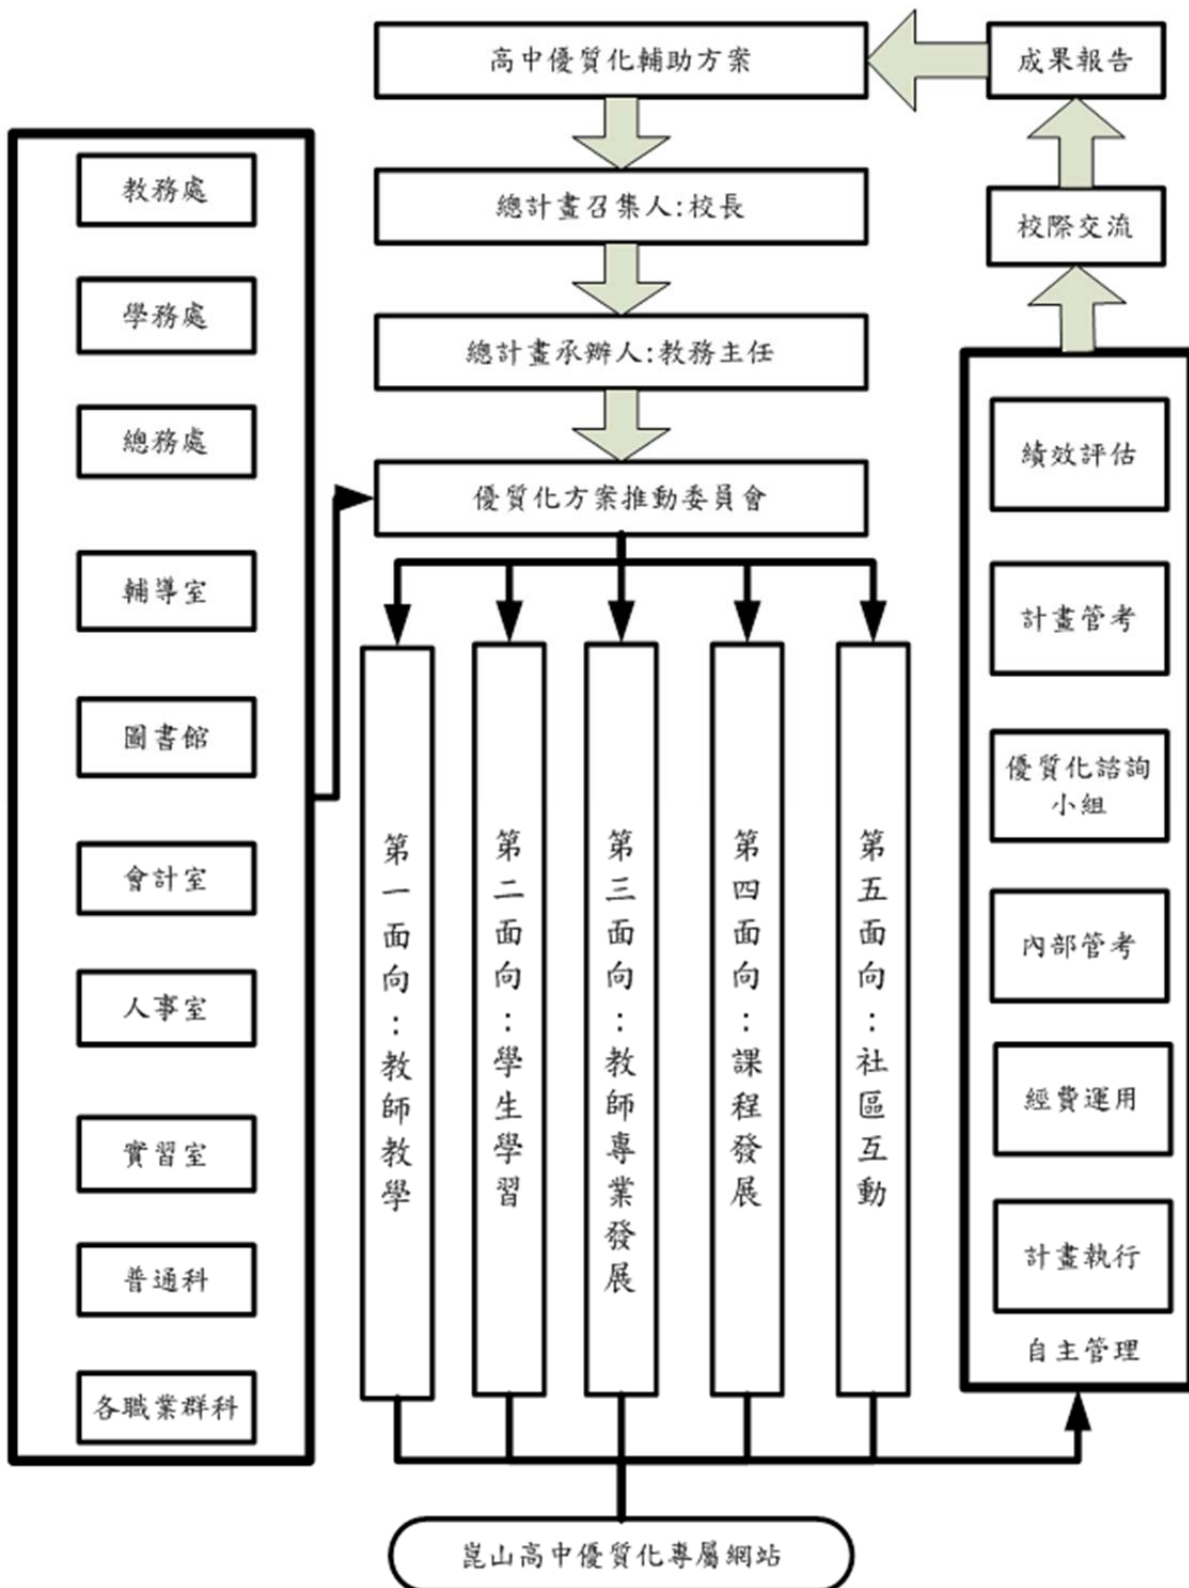 高中優質化輔助方案
成果報告
總計畫召集人:校長
校際交流
總計畫承辦人:教務主任
優質化方案推動委員會
教務處
學務處
總務處
輔導室
圖書館
會計室
人事室
實習室
普通科
各職業群科
第一面向:教師教學
第二面向:學生學習
第三面向:教師專業發展
第四面向:課程發展
第五面向:社區互動
績效評估
計畫管考
優質化諮詢
小組
內部管考
經費運用
計畫執行
自主管理
崑山高中優質化專屬網站